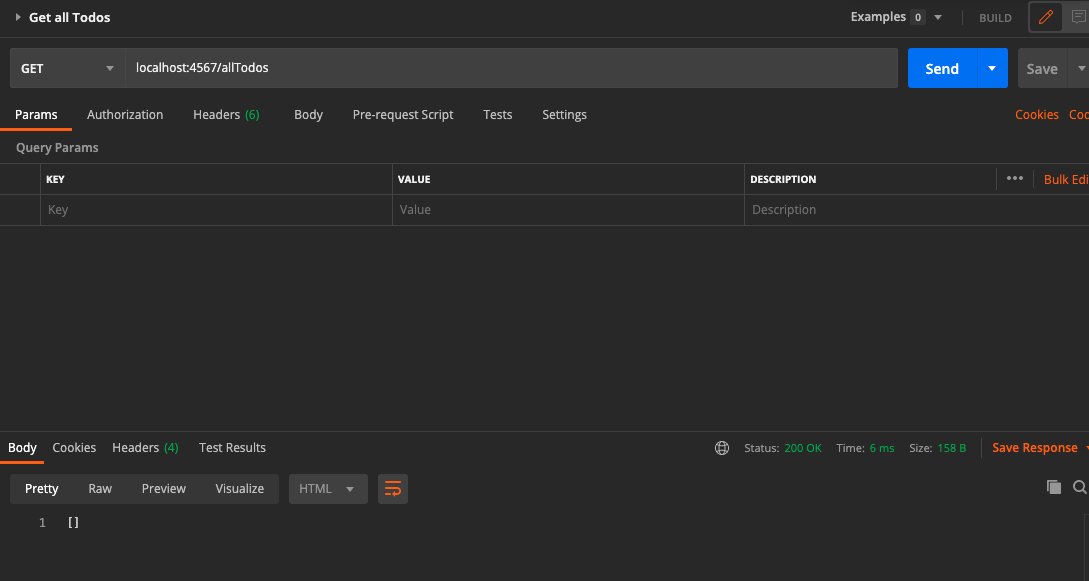 Get all Todos Examples 0 BUILD
GET localhost:4567/allTodos Send Save
Params Authorization Headers (6) Body Pre-request Script Tests Settings Cookies Coo
Query Params
KEY VALUE DESCRIPTION ••• Bulk Edi
Key Value Description
Body Cookies Headers (4) Test Results Status: 200 OK Time: 6 ms Size: 158 B Save Response
Pretty Raw Preview Visualize HTML
1 []